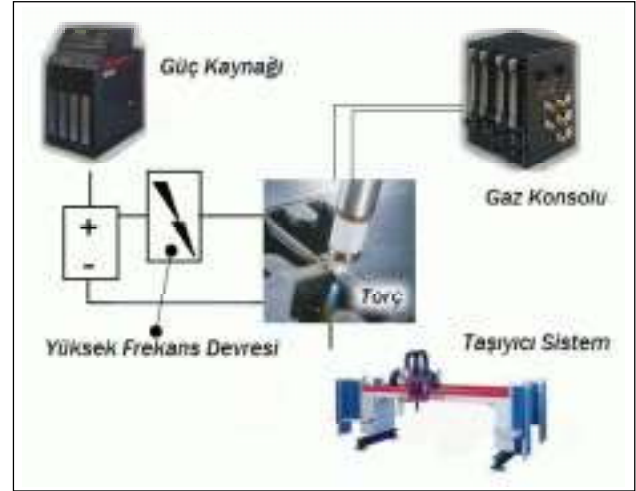 Güç Kaynağı
Gaz Konsolu
+
-
Torç
Yüksek Frekans Devresi
Taşıyıcı Sistem